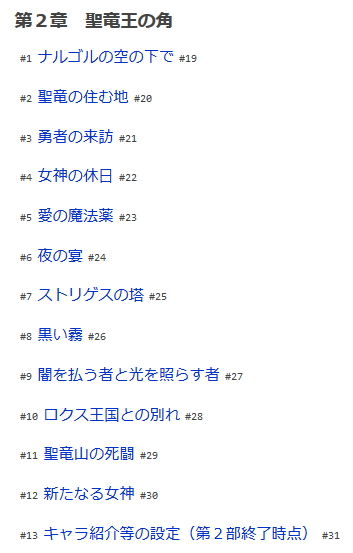 第２章　聖竜王の角
#1 ナルゴルの空の下で #19
#2 聖竜の住む地 #20
#3 勇者の来訪 #21
#4 女神の休日 #22
#5 愛の魔法薬 #23
#6 夜の宴 #24
#7 ストリゲスの塔 #25
#8 黒い霧 #26
#9 闇を払う者と光を照らす者 #27
#10 ロクス王国との別れ #28
#11 聖竜山の死闘 #29
#12 新たなる女神 #30
#13 キャラ紹介等の設定（第２部終了時点） #31